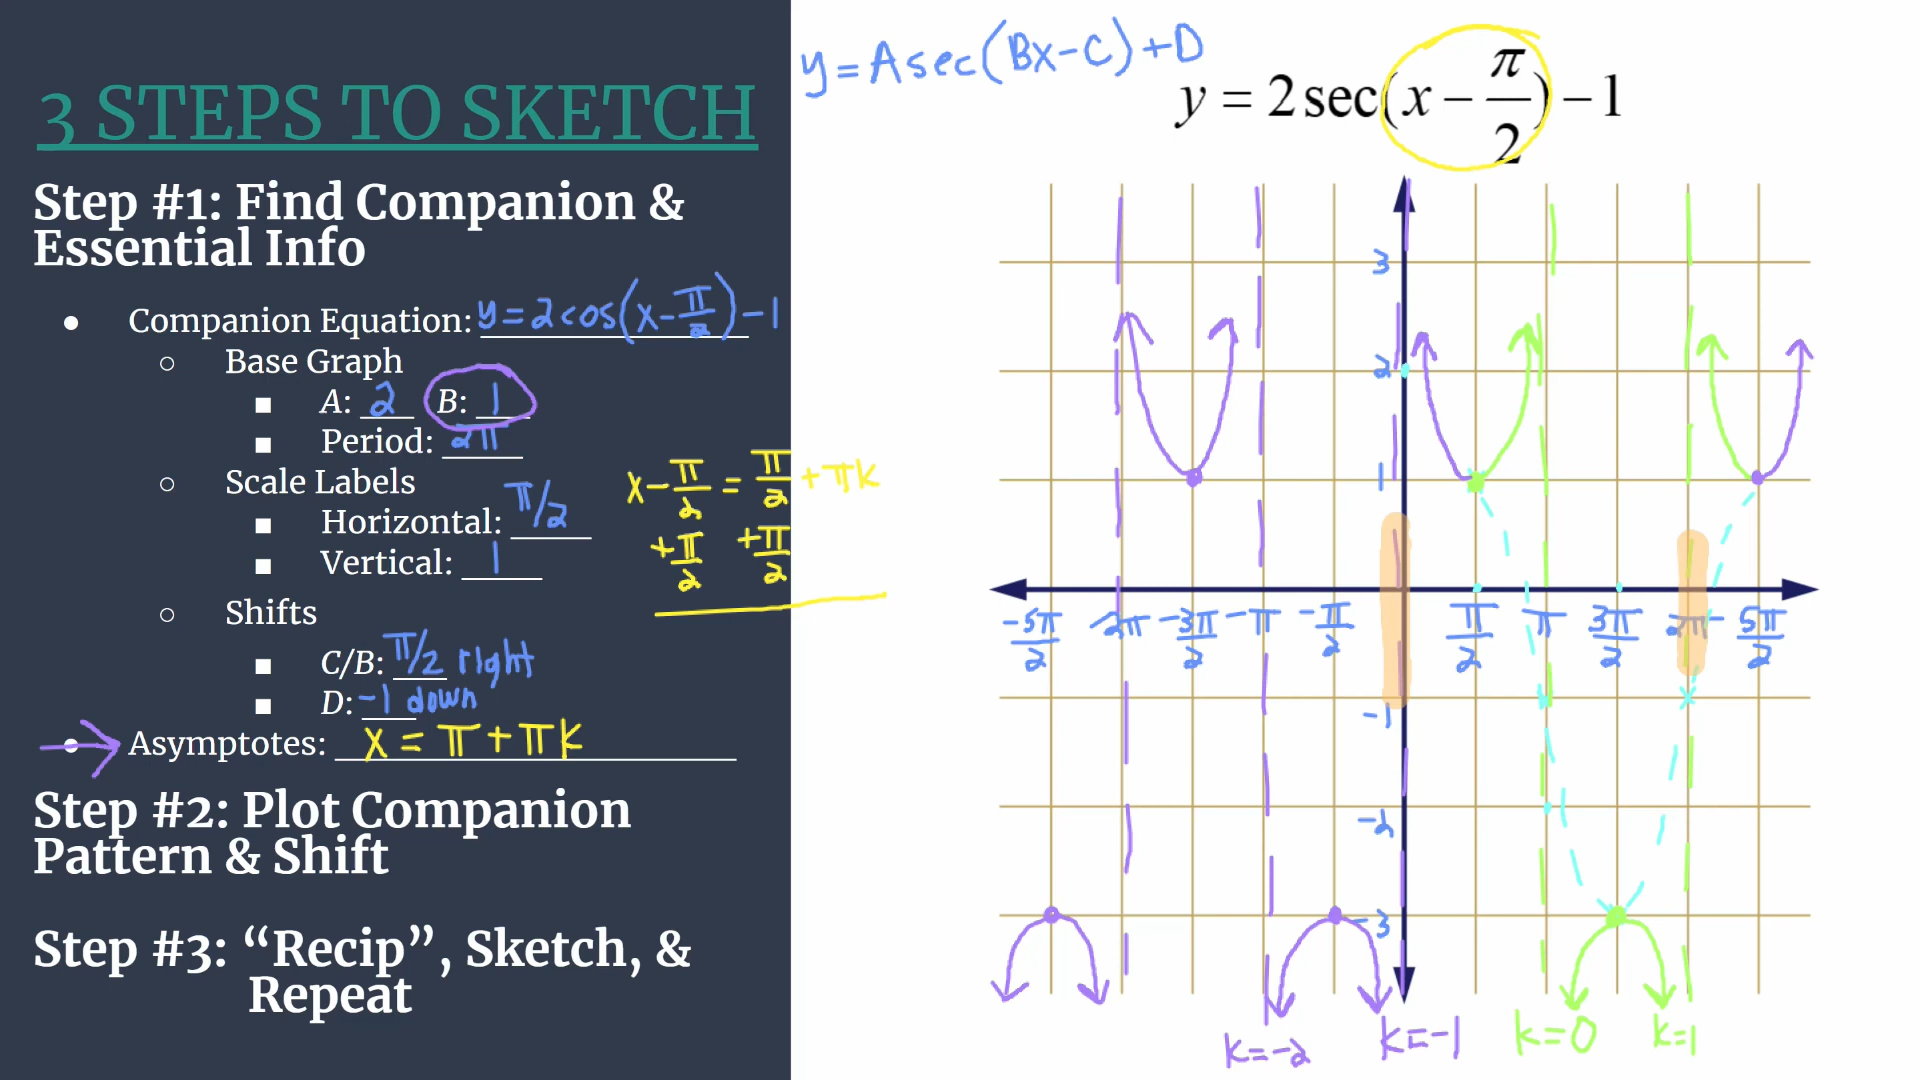 3 STEPS TO SKETCH
Step #1: Find Companion &
Essential Info
● Companion Equation: y=2cos(x-π/2)-1
○ Base Graph
■ A: 2 B: 1
■ Period: 2π
○ Scale Labels
■ Horizontal: π/2
■ Vertical: 1
○ Shifts
■ C/B: π/2 right
■ D: -1 down
● Asymptotes: x = π + πk
Step #2: Plot Companion
Pattern & Shift
Step #3: “Recip”, Sketch, &
Repeat
x-π/2 = π/2 + πk
+π/2 +π/2
y=Asec(Bx-C)+D
y = 2sec(x - π/2) - 1
3
2
1
-5π/2 -2π -3π/2 -π -π/2 π/2 π 3π/2 2π 5π/2
-1
-2
-3
k=-2 k=-1 k=0 k=1